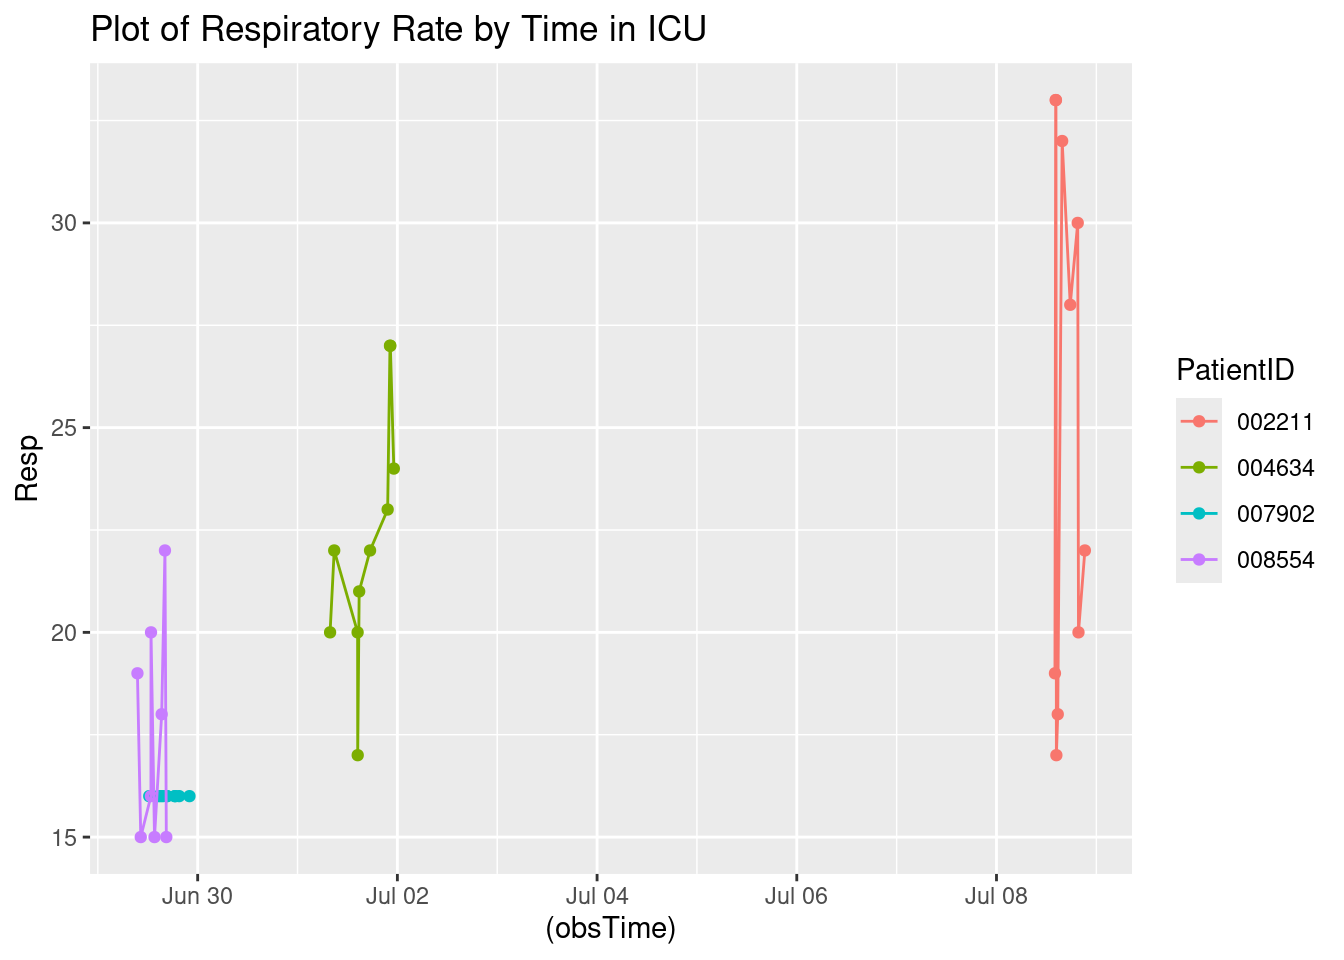 Plot of Respiratory Rate by Time in ICU
Resp
30
25
20
15
Jun 30 Jul 02 Jul 04 Jul 06 Jul 08
(obsTime)
PatientID
002211
004634
007902
008554